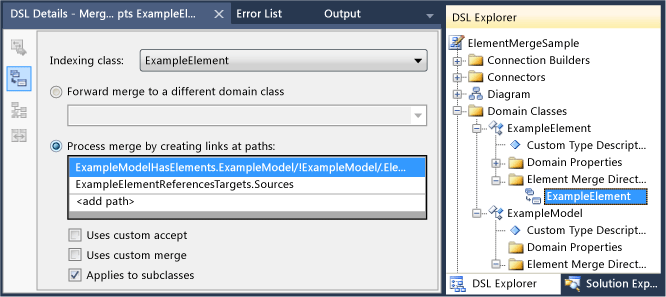 DSL Details - Merg... pts ExampleEl...
Error List
Output
Indexing class:
ExampleElement
Forward merge to a different domain class
Process merge by creating links at paths:
ExampleModelHasElements.ExampleModel/!ExampleModel/.Ele...
ExampleElementReferencesTargets.Sources
<add path>
Uses custom accept
Uses custom merge
Applies to subclasses
DSL Explorer
ElementMergeSample
Connection Builders
Connectors
Diagram
Domain Classes
ExampleElement
Custom Type Descript...
Domain Properties
Element Merge Direct...
ExampleElement
ExampleModel
Custom Type Descript...
Domain Properties
Element Merge Direct...
DSL Explorer
Solution Exp...